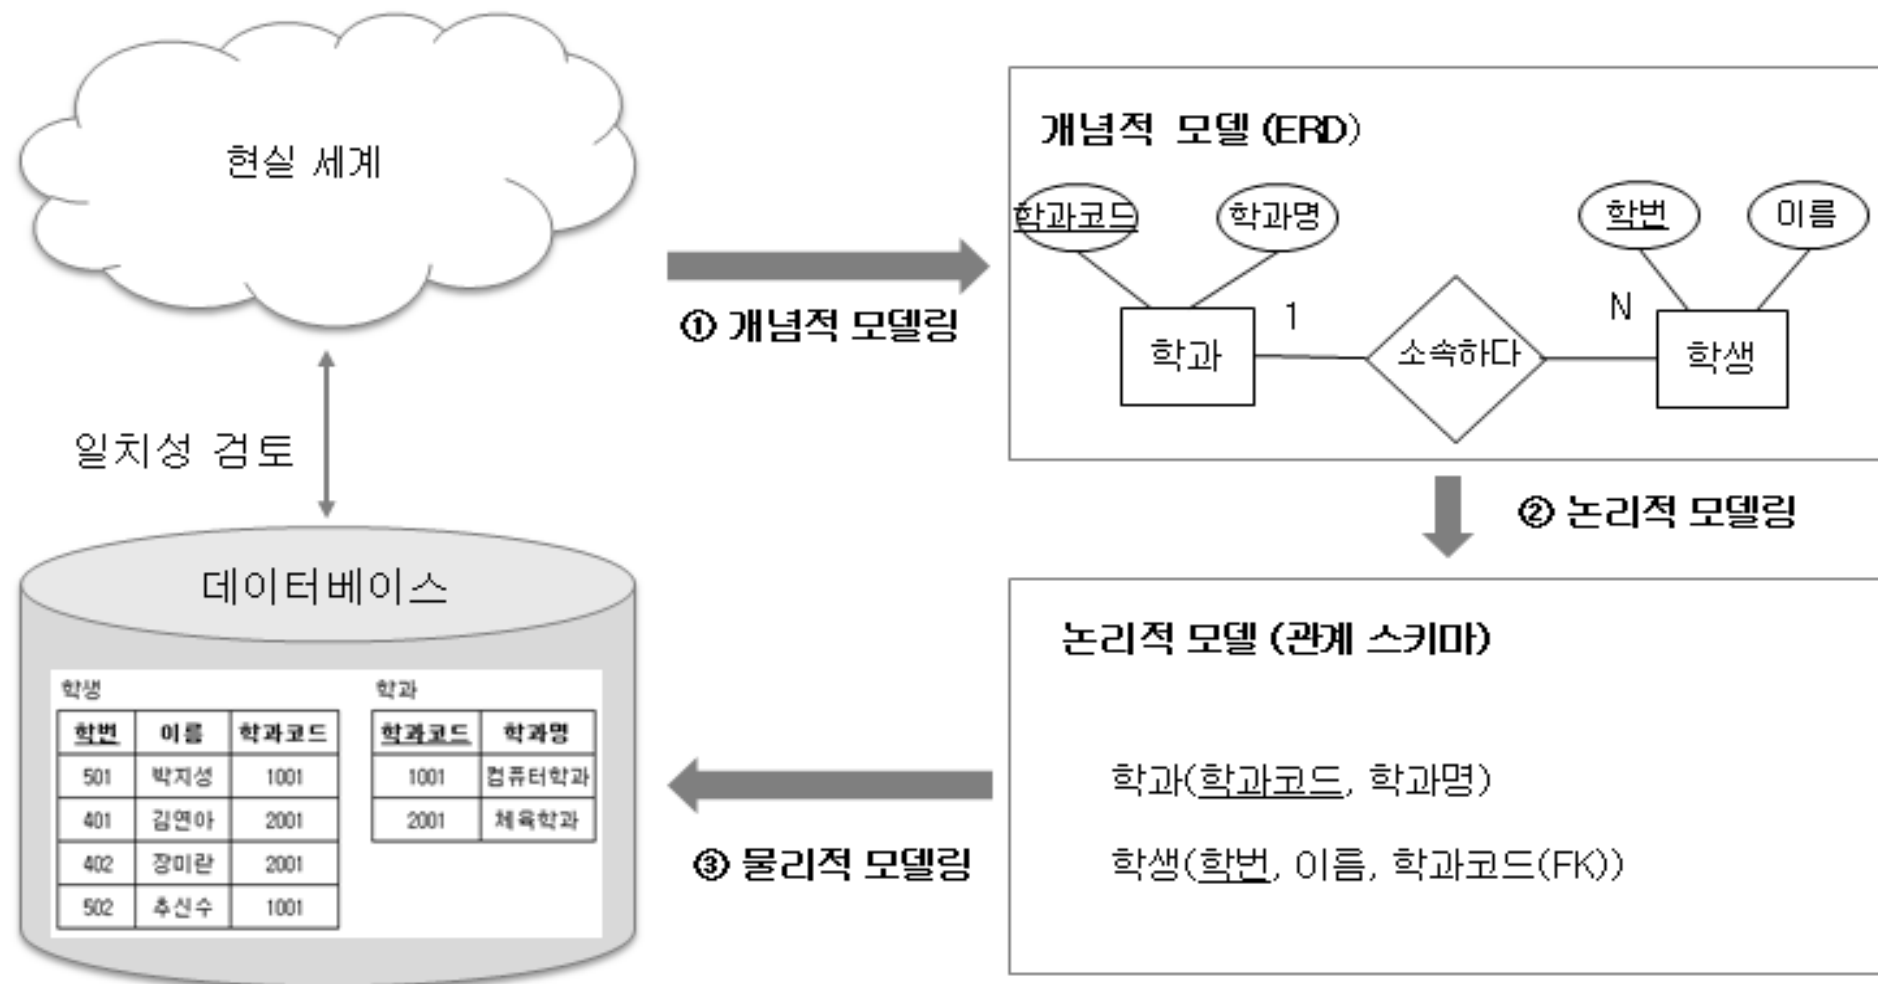 현실 세계
① 개념적 모델링
개념적 모델 (ERD)
학과코드 학과명 학번 이름
학과 1 소속하다 N 학생
② 논리적 모델링
논리적 모델 (관계 스키마)
학과(학과코드, 학과명)
학생(학번, 이름, 학과코드(FK))
③ 물리적 모델링
일치성 검토
데이터베이스
학생
학번 이름 학과코드
501 박지성 1001
401 김연아 2001
402 장미란 2001
502 추신수 1001
학과
학과코드 학과명
1001 컴퓨터학과
2001 체육학과